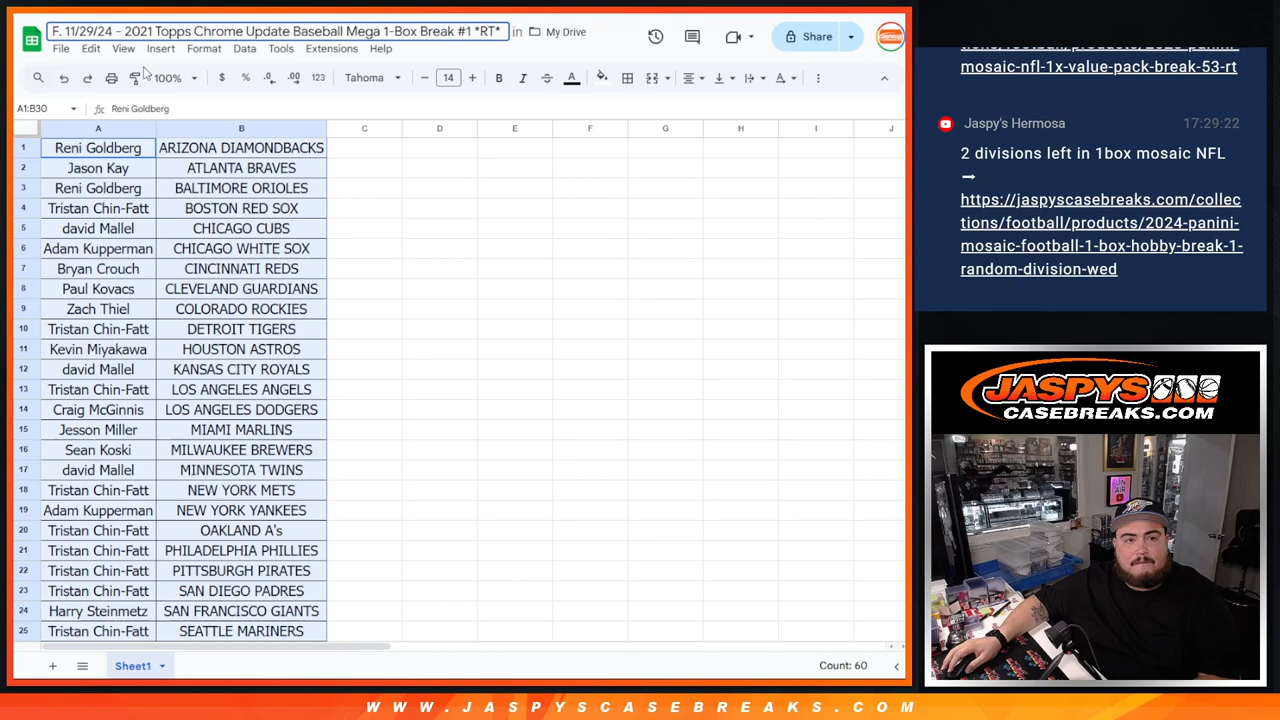 F. 11/29/24 - 2021 Topps Chrome Update Baseball Mega 1-Box Break #1 *RT* in My Drive
Share
File Edit View Insert Format Data Tools Extensions Help
100% $ % .0 .00 123 Tahoma 14 B I A
A1:B30 fx Reni Goldberg
A B C D E F G H I J
1 Reni Goldberg ARIZONA DIAMONDBACKS
2 Jason Kay ATLANTA BRAVES
3 Reni Goldberg BALTIMORE ORIOLES
4 Tristan Chin-Fatt BOSTON RED SOX
5 david Mallel CHICAGO CUBS
6 Adam Kupperman CHICAGO WHITE SOX
7 Bryan Crouch CINCINNATI REDS
8 Paul Kovacs CLEVELAND GUARDIANS
9 Zach Thiel COLORADO ROCKIES
10 Tristan Chin-Fatt DETROIT TIGERS
11 Kevin Miyakawa HOUSTON ASTROS
12 david Mallel KANSAS CITY ROYALS
13 Tristan Chin-Fatt LOS ANGELES ANGELS
14 Craig McGinnis LOS ANGELES DODGERS
15 Jesson Miller MIAMI MARLINS
16 Sean Koski MILWAUKEE BREWERS
17 david Mallel MINNESOTA TWINS
18 Tristan Chin-Fatt NEW YORK METS
19 Adam Kupperman NEW YORK YANKEES
20 Tristan Chin-Fatt OAKLAND A's
21 Tristan Chin-Fatt PHILADELPHIA PHILLIES
22 Tristan Chin-Fatt PITTSBURGH PIRATES
23 Tristan Chin-Fatt SAN DIEGO PADRES
24 Harry Steinmetz SAN FRANCISCO GIANTS
25 Tristan Chin-Fatt SEATTLE MARINERS
Sheet1 Count: 60
mosaic-nfl-1x-value-pack-break-53-rt
Jaspy's Hermosa 17:29:22
2 divisions left in 1box mosaic NFL
→
https://jaspyscasebreaks.com/collec
tions/football/products/2024-panini-
mosaic-football-1-box-hobby-break-1-
random-division-wed
JASPYS
CASEBREAKS.COM
ON AIR
WWW.JASPYSCASEBREAKS.COM